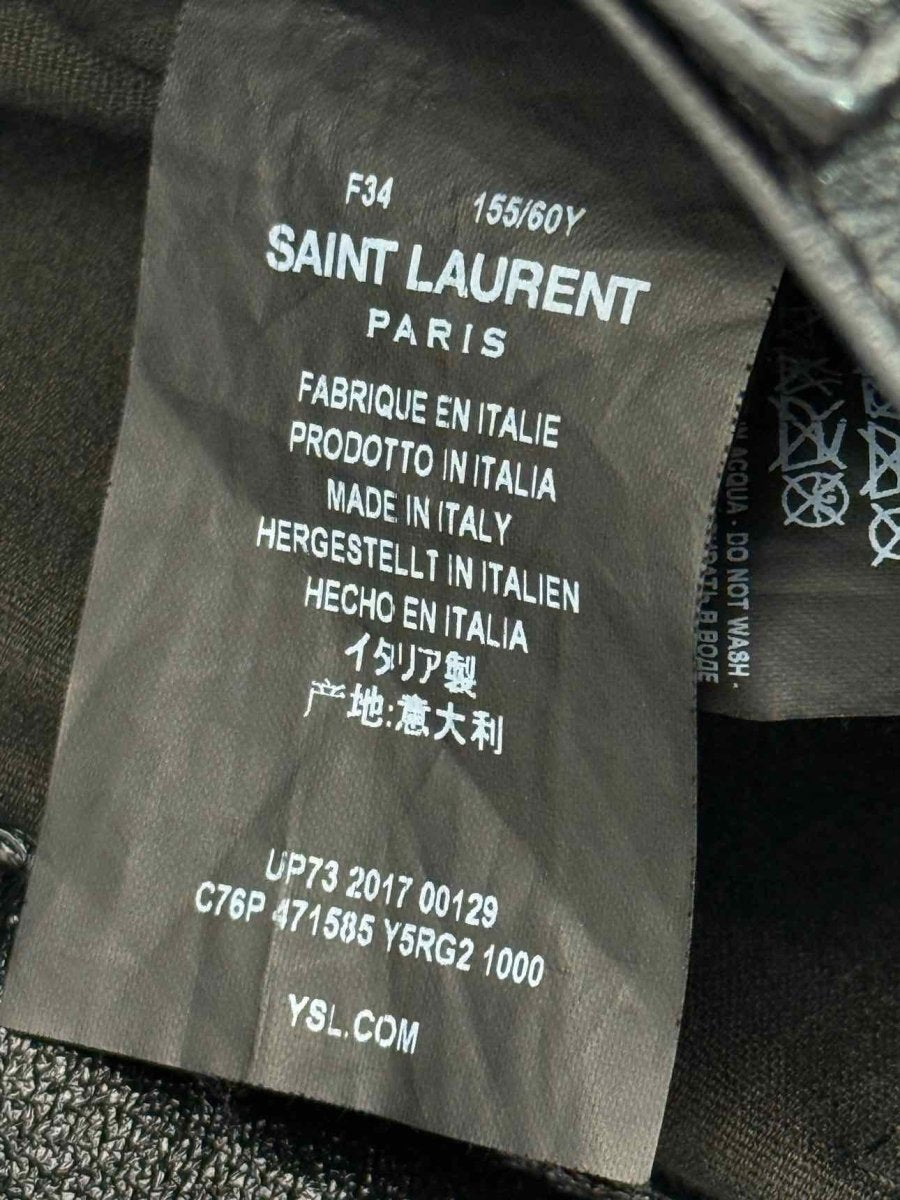 F34 155/60Y
SAINT LAURENT
PARIS
FABRIQUE EN ITALIE
PRODOTTO IN ITALIA
MADE IN ITALY
HERGESTELLT IN ITALIEN
HECHO EN ITALIA
イタリア製
产地:意大利
UP73 2017 00129
C76P 471585 Y5RG2 1000
YSL.COM
ACQUA · DO NOT WASH ·
В ВОДЕ